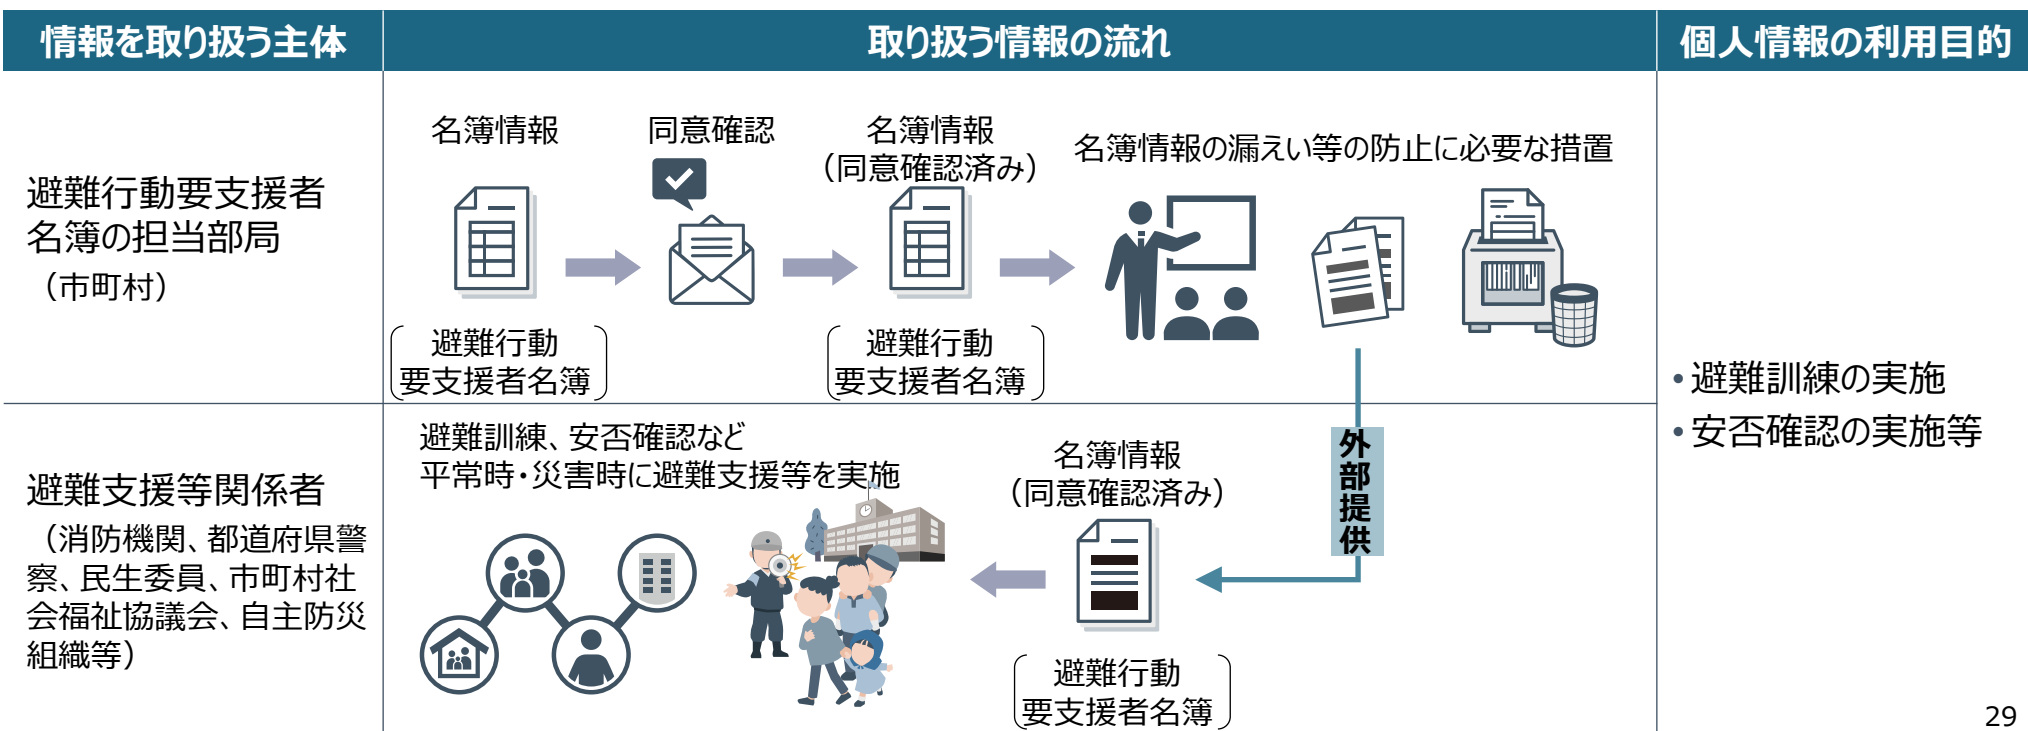 情報を取り扱う主体
取り扱う情報の流れ
個人情報の利用目的
避難行動要支援者
名簿の担当部局
（市町村）
名簿情報
同意確認
名簿情報
（同意確認済み）
名簿情報の漏えい等の防止に必要な措置
避難行動
要支援者名簿
避難行動
要支援者名簿
避難支援等関係者
（消防機関、都道府県警
察、民生委員、市町村社
会福祉協議会、自主防災
組織等）
避難訓練、安否確認など
平常時・災害時に避難支援等を実施
名簿情報
（同意確認済み）
避難行動
要支援者名簿
外部提供
•避難訓練の実施
•安否確認の実施等
29